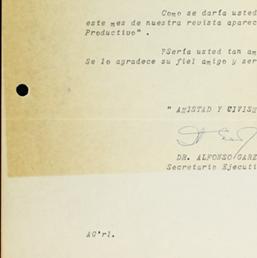 Como se daría usted
este mes de nuestra revista aparec
Productivo".
?Sería usted tan am
Se lo agradece su fiel amigo y ser
"AMISTAD Y CIVISM
DR. ALFONSO GARZ
Secretario Ejecuti
AG'rl.